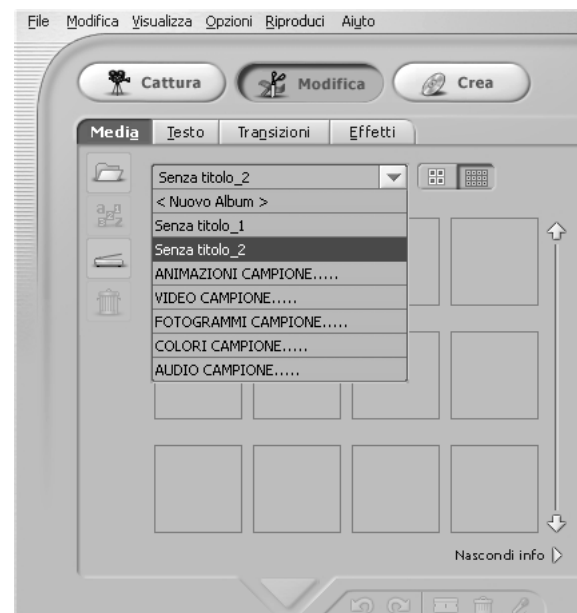 File Modifica Visualizza Opzioni Riproduci Aiuto
Cattura Modifica Crea
Media Testo Transizioni Effetti
Senza titolo_2
< Nuovo Album >
Senza titolo_1
Senza titolo_2
ANIMAZIONI CAMPIONE.....
VIDEO CAMPIONE.....
FOTOGRAMMI CAMPIONE.....
COLORI CAMPIONE.....
AUDIO CAMPIONE.....
Nascondi info